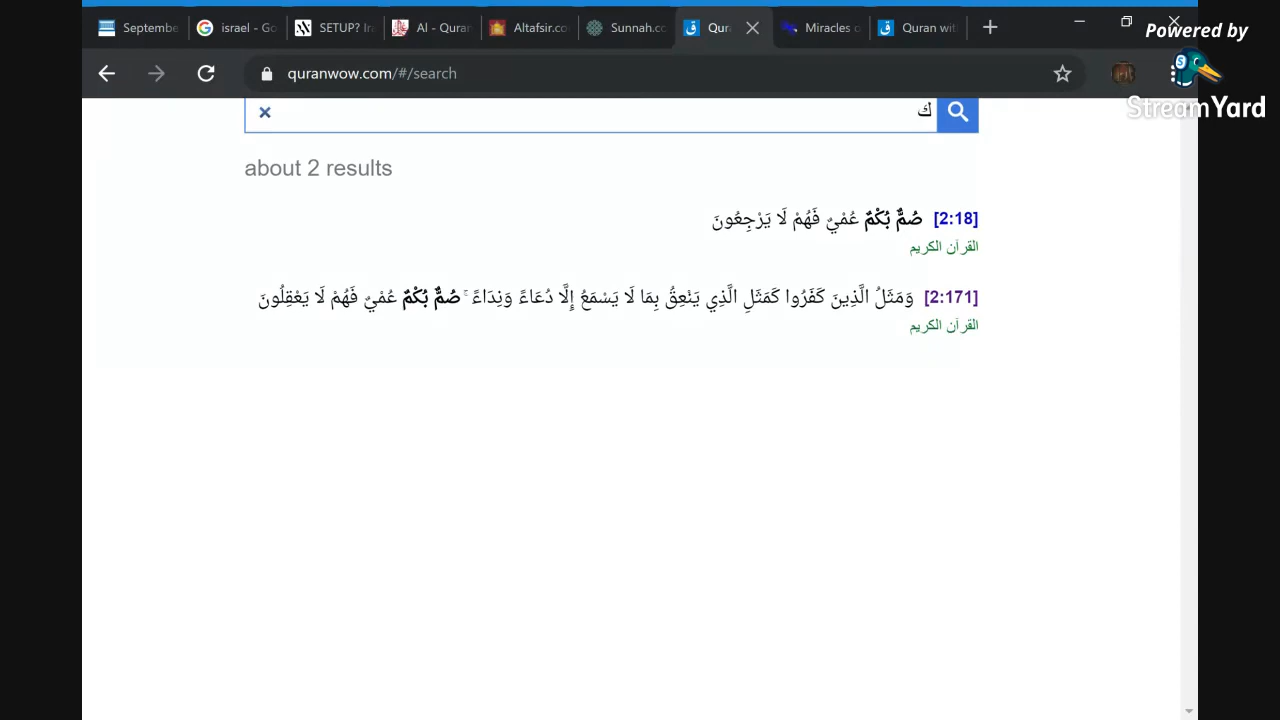 Septembe
israel - Go
SETUP? Ira
Al - Quran
Altafsir.co
Sunnah.co
Qur
Miracles o
Quran wit
Powered by
quranwow.com/#/search
StreamYard
ك
about 2 results
[2:18] صُمٌّ بُكْمٌ عُمْيٌ فَهُمْ لَا يَرْجِعُونَ
القرآن الكريم
[2:171] وَمَثَلُ الَّذِينَ كَفَرُوا كَمَثَلِ الَّذِي يَنْعِقُ بِمَا لَا يَسْمَعُ إِلَّا دُعَاءً وَنِدَاءً ۚ صُمٌّ بُكْمٌ عُمْيٌ فَهُمْ لَا يَعْقِلُونَ
القرآن الكريم